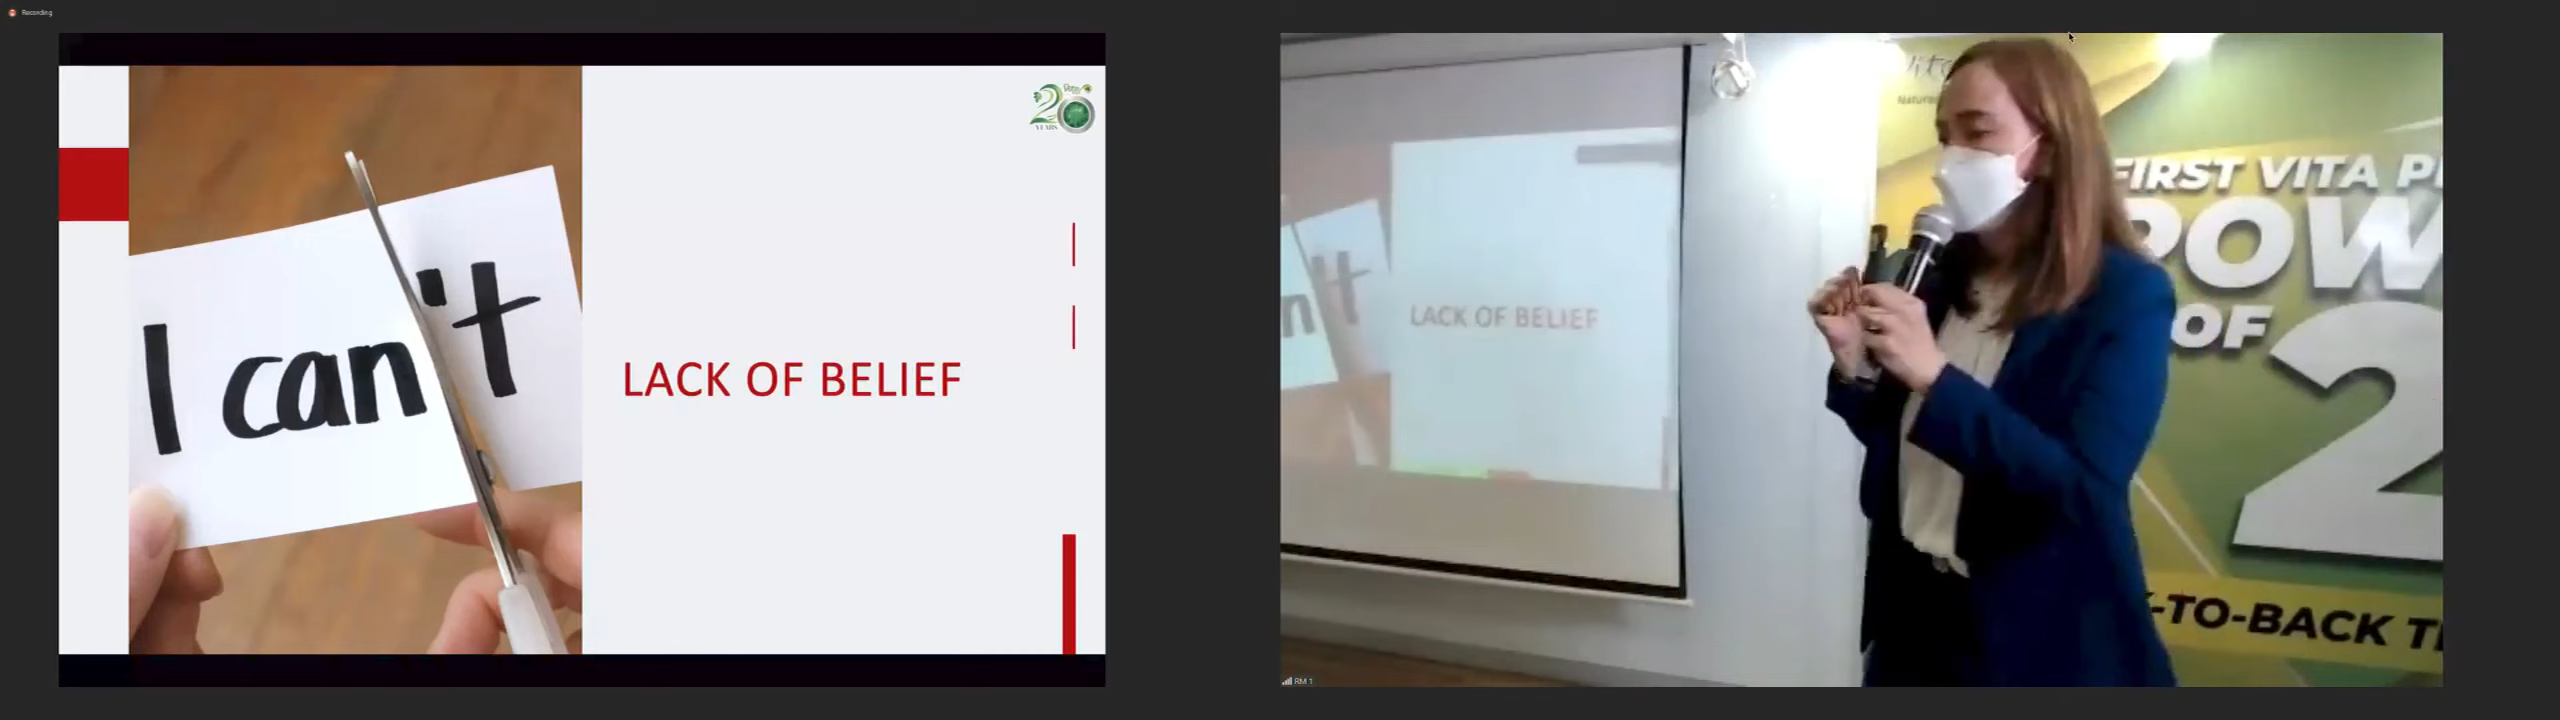 Recording
I can't
20
YEARS
LACK OF BELIEF
n't
LACK OF BELIEF
FIRST VITA P
POW
OF
2
-TO-BACK T
RM 1